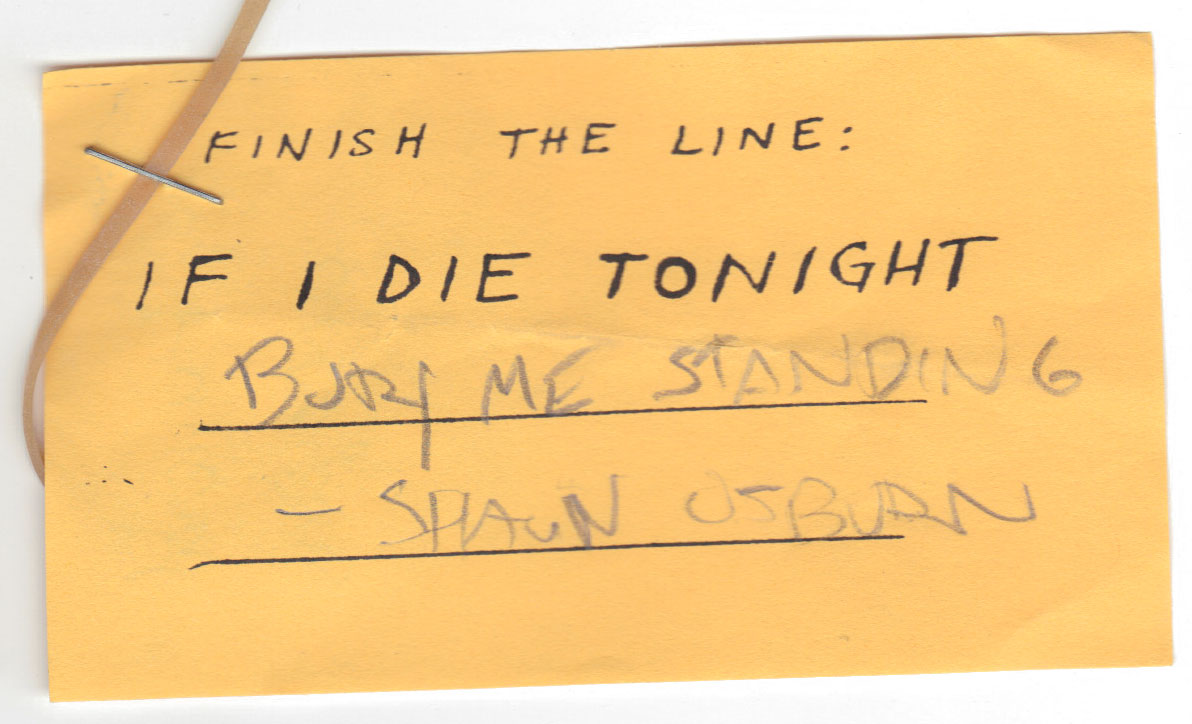 FINISH THE LINE:
IF I DIE TONIGHT
BURY ME STANDING
- SHAUN OSBURN